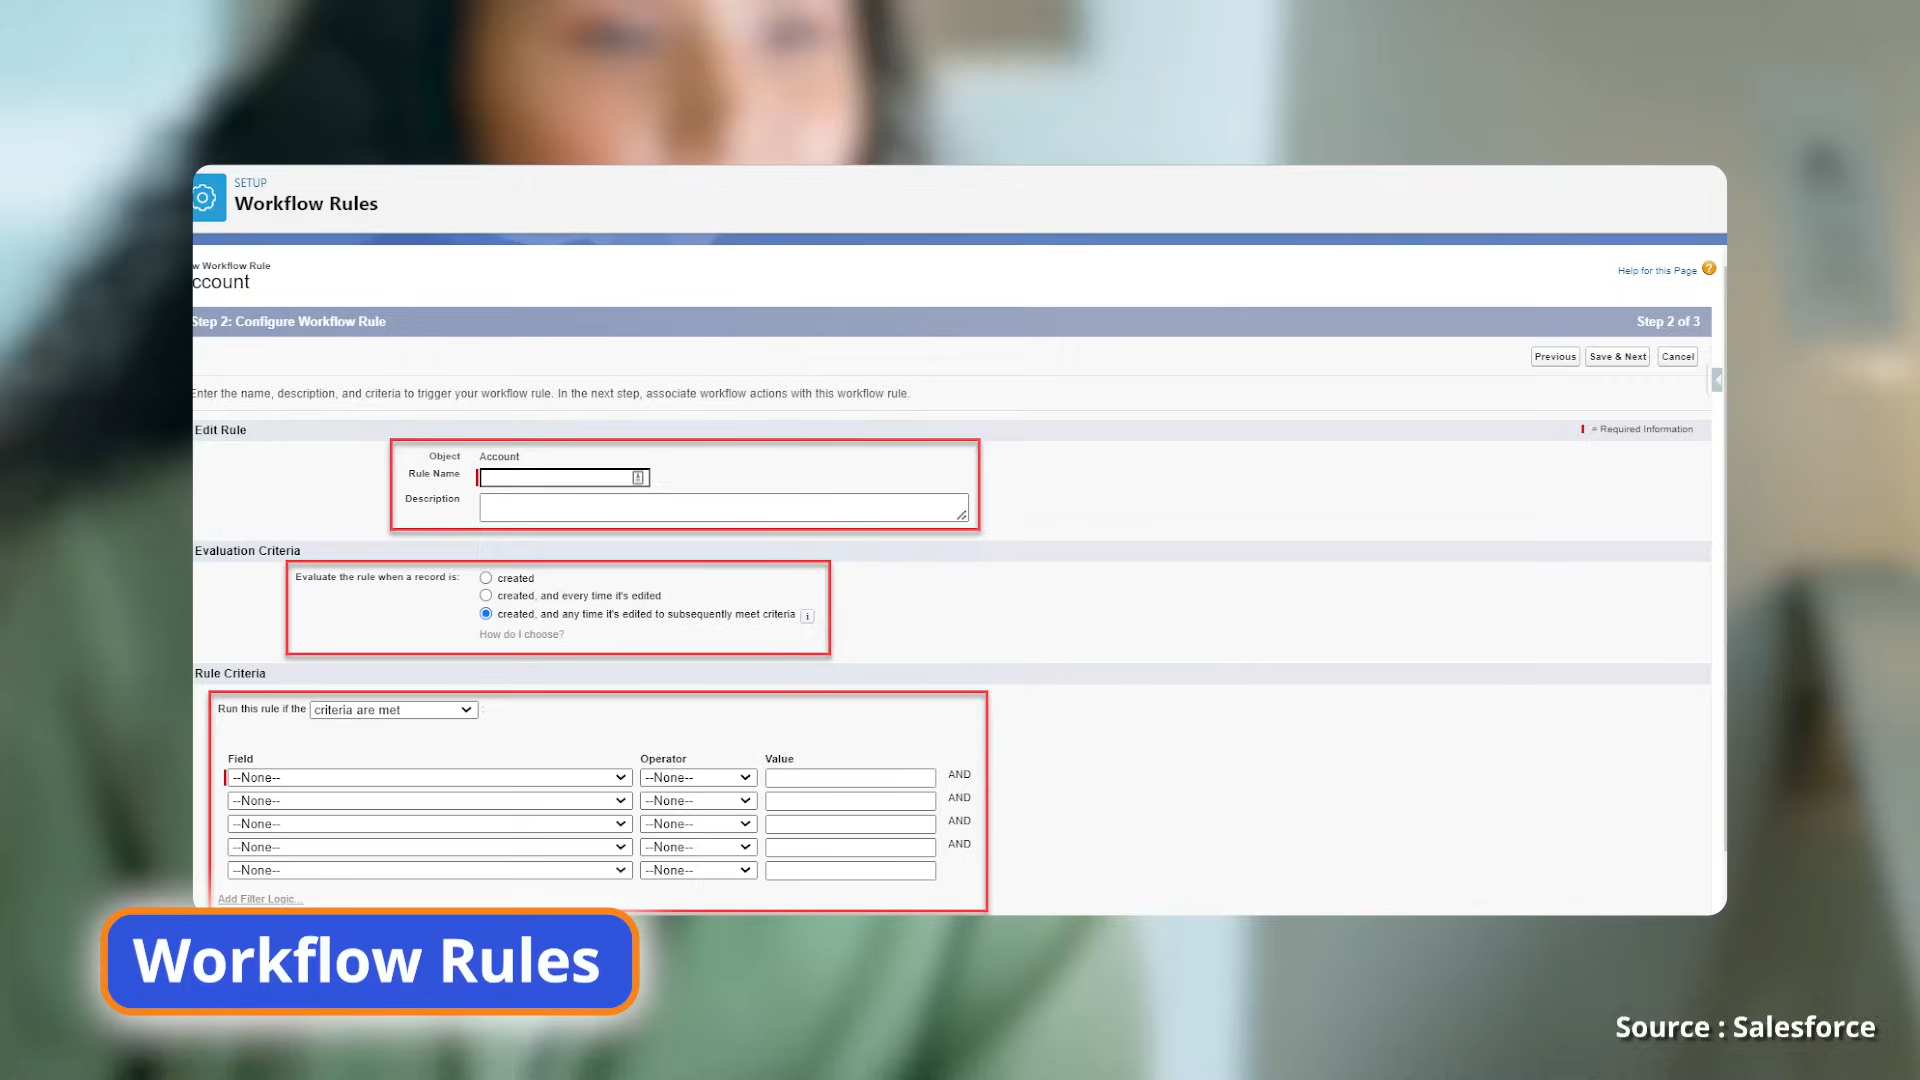 SETUP
Workflow Rules
w Workflow Rule
ccount
Help for this Page ?
Step 2: Configure Workflow Rule
Step 2 of 3
Previous
Save & Next
Cancel
Enter the name, description, and criteria to trigger your workflow rule. In the next step, associate workflow actions with this workflow rule.
Edit Rule
= Required Information
Object Account
Rule Name
Description
Evaluation Criteria
Evaluate the rule when a record is:
created
created, and every time it's edited
created, and any time it's edited to subsequently meet criteria i
How do I choose?
Rule Criteria
Run this rule if the criteria are met :
Field Operator Value
--None-- --None-- AND
--None-- --None-- AND
--None-- --None-- AND
--None-- --None-- AND
--None-- --None--
Add Filter Logic...
Workflow Rules
Source : Salesforce